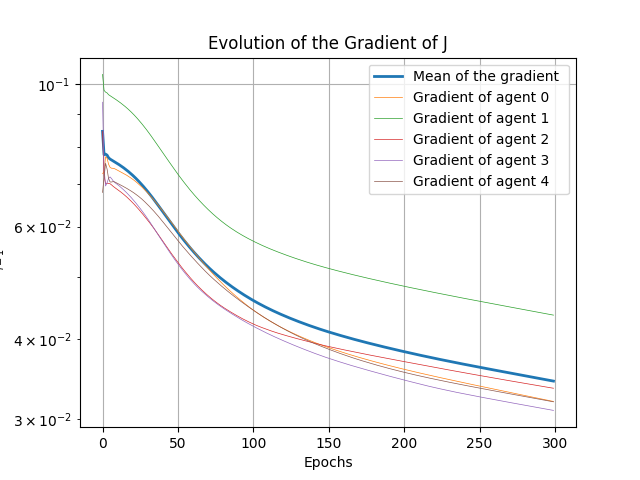 Evolution of the Gradient of J
10⁻¹
6 × 10⁻²
4 × 10⁻²
3 × 10⁻²
0
50
100
150
200
250
300
Epochs
Mean of the gradient
Gradient of agent 0
Gradient of agent 1
Gradient of agent 2
Gradient of agent 3
Gradient of agent 4